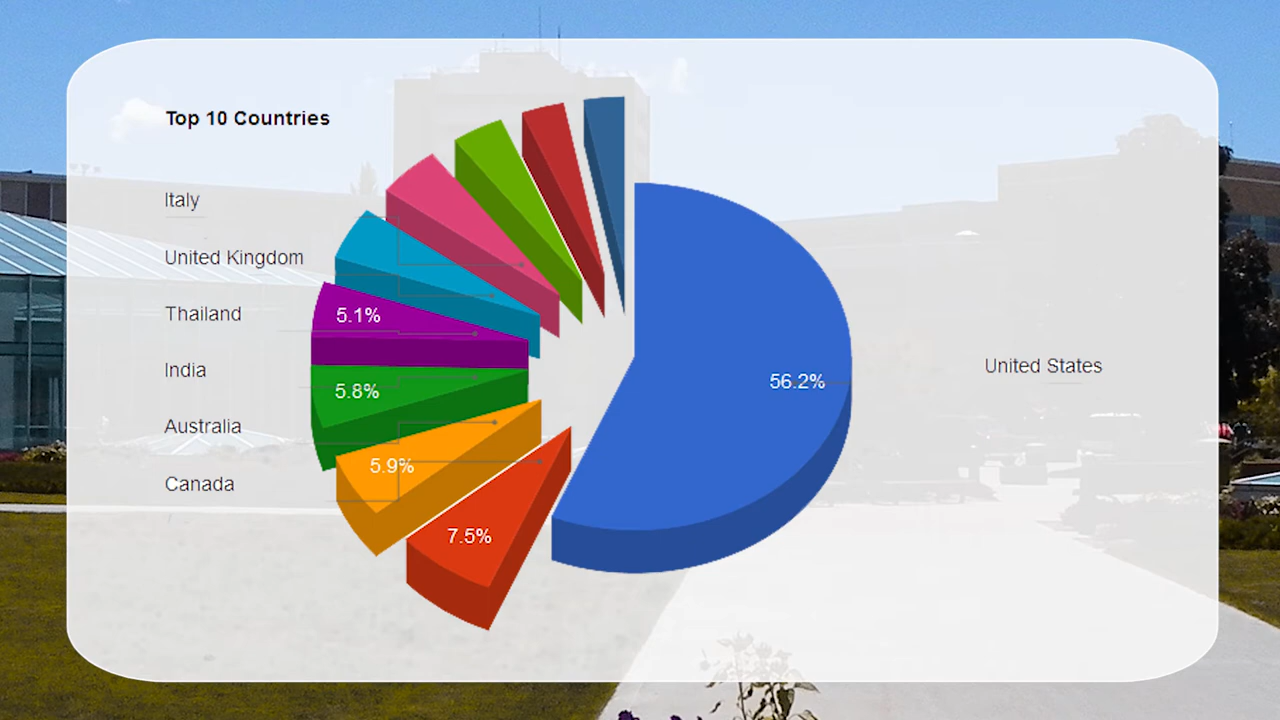 Top 10 Countries
Italy
United Kingdom
Thailand
India
Australia
Canada
5.1%
5.8%
5.9%
7.5%
56.2%
United States